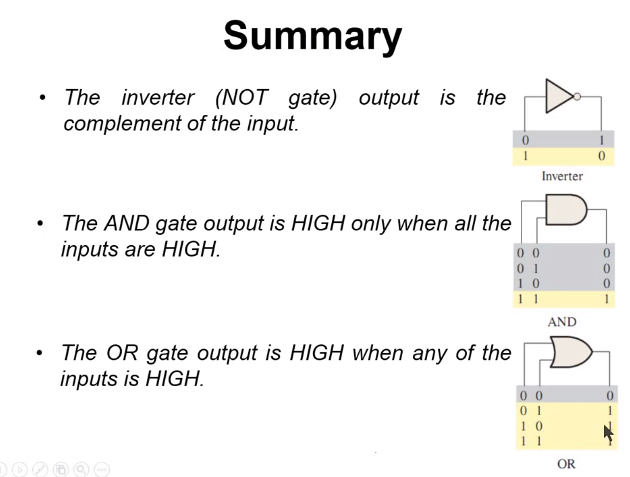 Summary
• The inverter (NOT gate) output is the
complement of the input.
0 1
1 0
Inverter
• The AND gate output is HIGH only when all the
inputs are HIGH.
0 0 0
0 1 0
1 0 0
1 1 1
AND
• The OR gate output is HIGH when any of the
inputs is HIGH.
0 0 0
0 1 1
1 0 1
1 1 1
OR